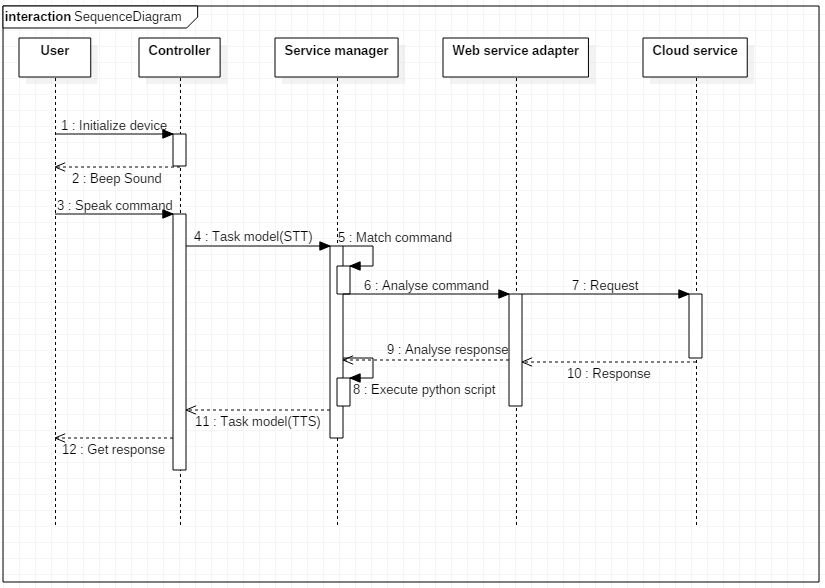 interaction SequenceDiagram
User
Controller
Service manager
Web service adapter
Cloud service
1 : Initialize device
2 : Beep Sound
3 : Speak command
4 : Task model(STT)
5 : Match command
6 : Analyse command
7 : Request
9 : Analyse response
10 : Response
8 : Execute python script
11 : Task model(TTS)
12 : Get response